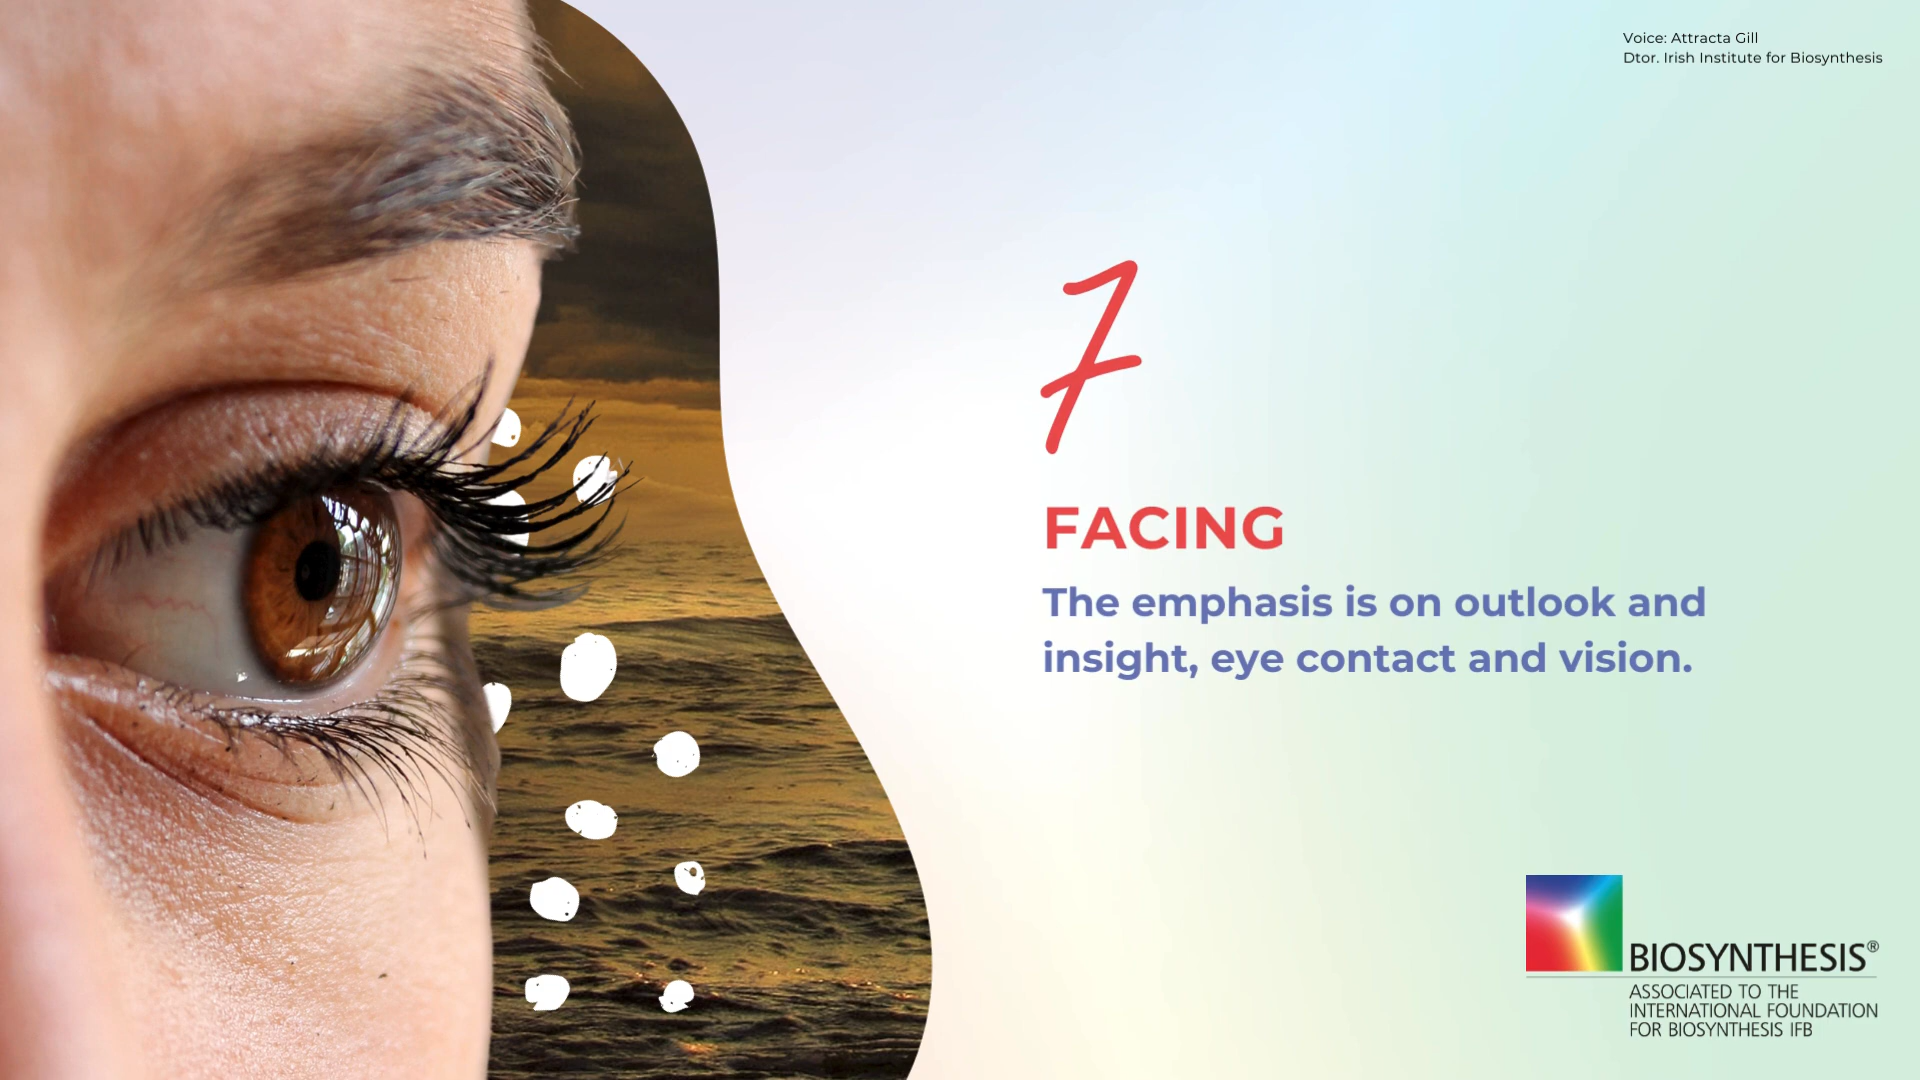 Voice: Attracta Gill
Dtor. Irish Institute for Biosynthesis
7
FACING
The emphasis is on outlook and
insight, eye contact and vision.
BIOSYNTHESIS®
ASSOCIATED TO THE
INTERNATIONAL FOUNDATION
FOR BIOSYNTHESIS IFB